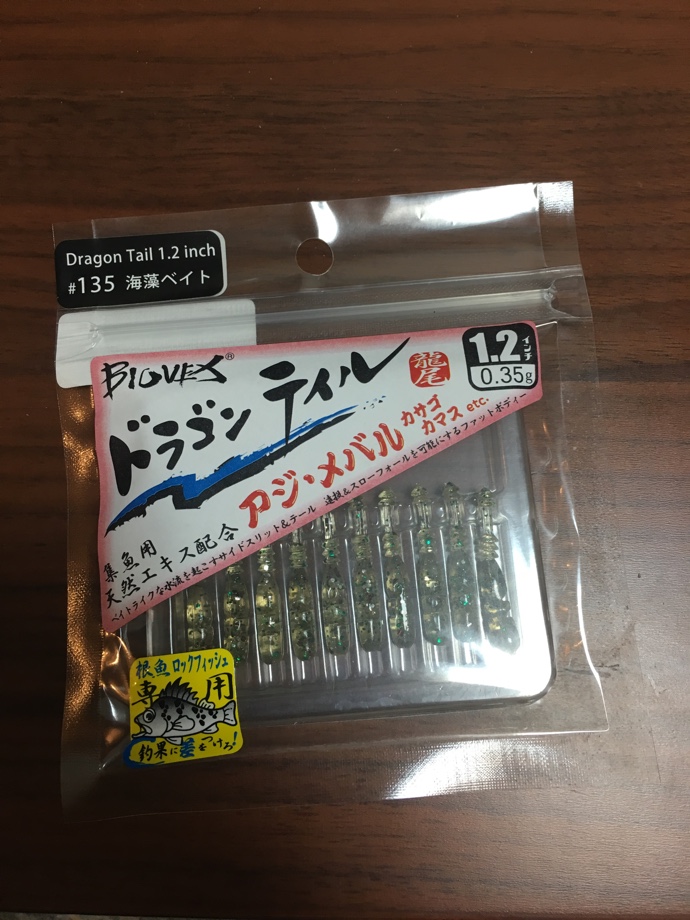 Dragon Tail 1.2 inch
#135 海藻ベイト
BIOVEX®
ドラゴンテイル
龍尾
1.2インチ
0.35g
アジ・メバル
カサゴ
カマス etc.
遠投&スローフォールを可能にするファットボディー
集魚用
天然エキス配合
ベイトライクな水流を起こすサイドスリット&テール
根魚ロックフィッシュ
専用
釣果に差をつけろ!